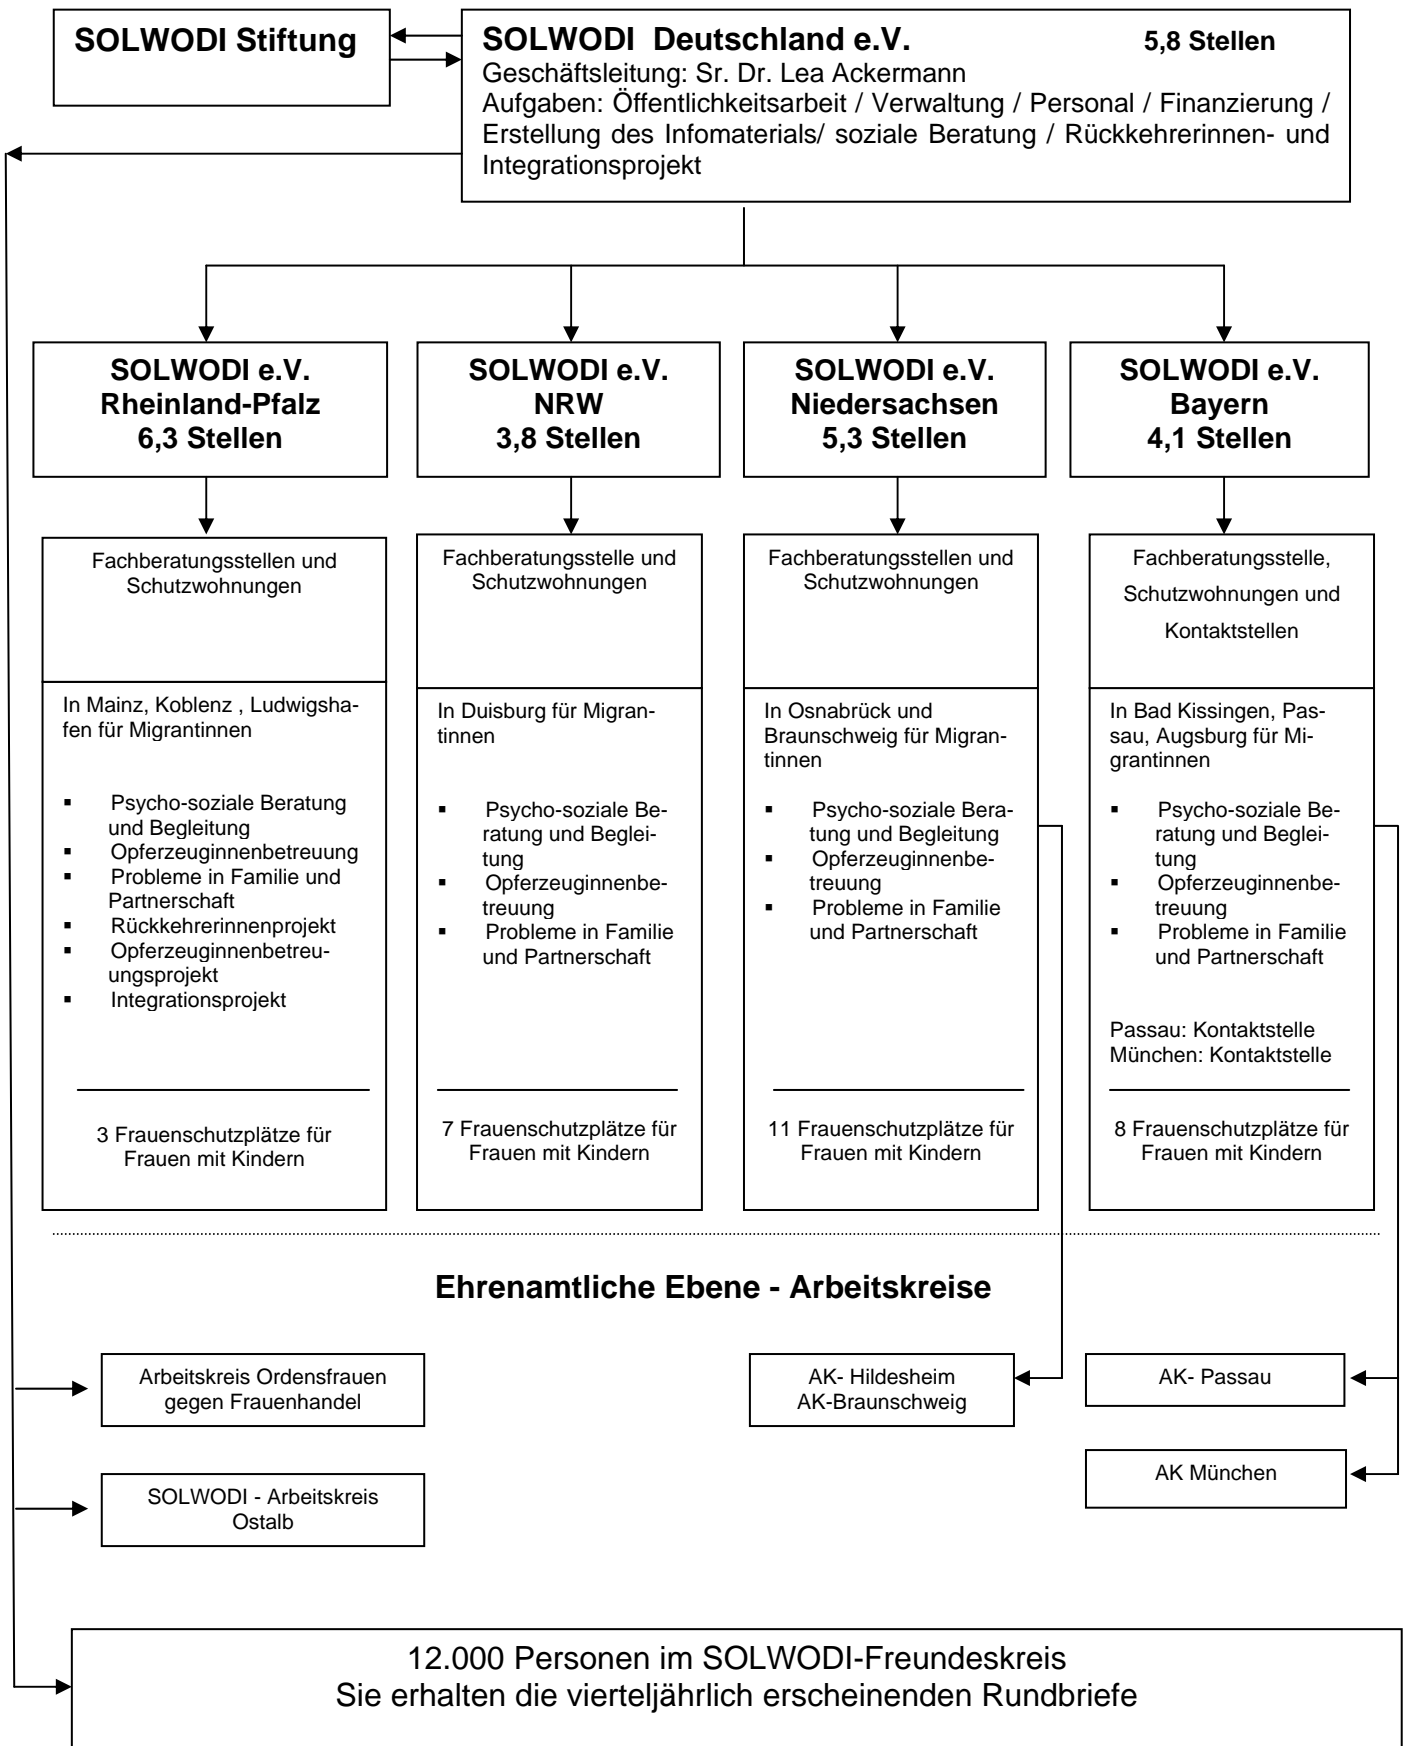 SOLWODI Stiftung
SOLWODI Deutschland e.V. 5,8 Stellen
Geschäftsleitung: Sr. Dr. Lea Ackermann
Aufgaben: Öffentlichkeitsarbeit / Verwaltung / Personal / Finanzierung /
Erstellung des Infomaterials/ soziale Beratung / Rückkehrerinnen- und
Integrationsprojekt
SOLWODI e.V.
Rheinland-Pfalz
6,3 Stellen
SOLWODI e.V.
NRW
3,8 Stellen
SOLWODI e.V.
Niedersachsen
5,3 Stellen
SOLWODI e.V.
Bayern
4,1 Stellen
Fachberatungsstellen und
Schutzwohnungen
In Mainz, Koblenz , Ludwigsha-
fen für Migrantinnen
▪ Psycho-soziale Beratung
und Begleitung
▪ Opferzeuginnenbetreuung
▪ Probleme in Familie und
Partnerschaft
▪ Rückkehrerinnenprojekt
▪ Opferzeuginnenbetreu-
ungsprojekt
▪ Integrationsprojekt
3 Frauenschutzplätze für
Frauen mit Kindern
Fachberatungsstelle und
Schutzwohnungen
In Duisburg für Migran-
tinnen
▪ Psycho-soziale Be-
ratung und Beglei-
tung
▪ Opferzeuginnenbe-
treuung
▪ Probleme in Familie
und Partnerschaft
7 Frauenschutzplätze für
Frauen mit Kindern
Fachberatungsstellen und
Schutzwohnungen
In Osnabrück und
Braunschweig für Migran-
tinnen
▪ Psycho-soziale Bera-
tung und Begleitung
▪ Opferzeuginnenbe-
treuung
▪ Probleme in Familie
und Partnerschaft
11 Frauenschutzplätze für
Frauen mit Kindern
Fachberatungsstelle,
Schutzwohnungen und
Kontaktstellen
In Bad Kissingen, Pas-
sau, Augsburg für Mi-
grantinnen
▪ Psycho-soziale Be-
ratung und Beglei-
tung
▪ Opferzeuginnenbe-
treuung
▪ Probleme in Familie
und Partnerschaft
Passau: Kontaktstelle
München: Kontaktstelle
8 Frauenschutzplätze für
Frauen mit Kindern
Ehrenamtliche Ebene - Arbeitskreise
Arbeitskreis Ordensfrauen
gegen Frauenhandel
AK- Hildesheim
AK-Braunschweig
AK- Passau
SOLWODI - Arbeitskreis
Ostalb
AK München
12.000 Personen im SOLWODI-Freundeskreis
Sie erhalten die vierteljährlich erscheinenden Rundbriefe